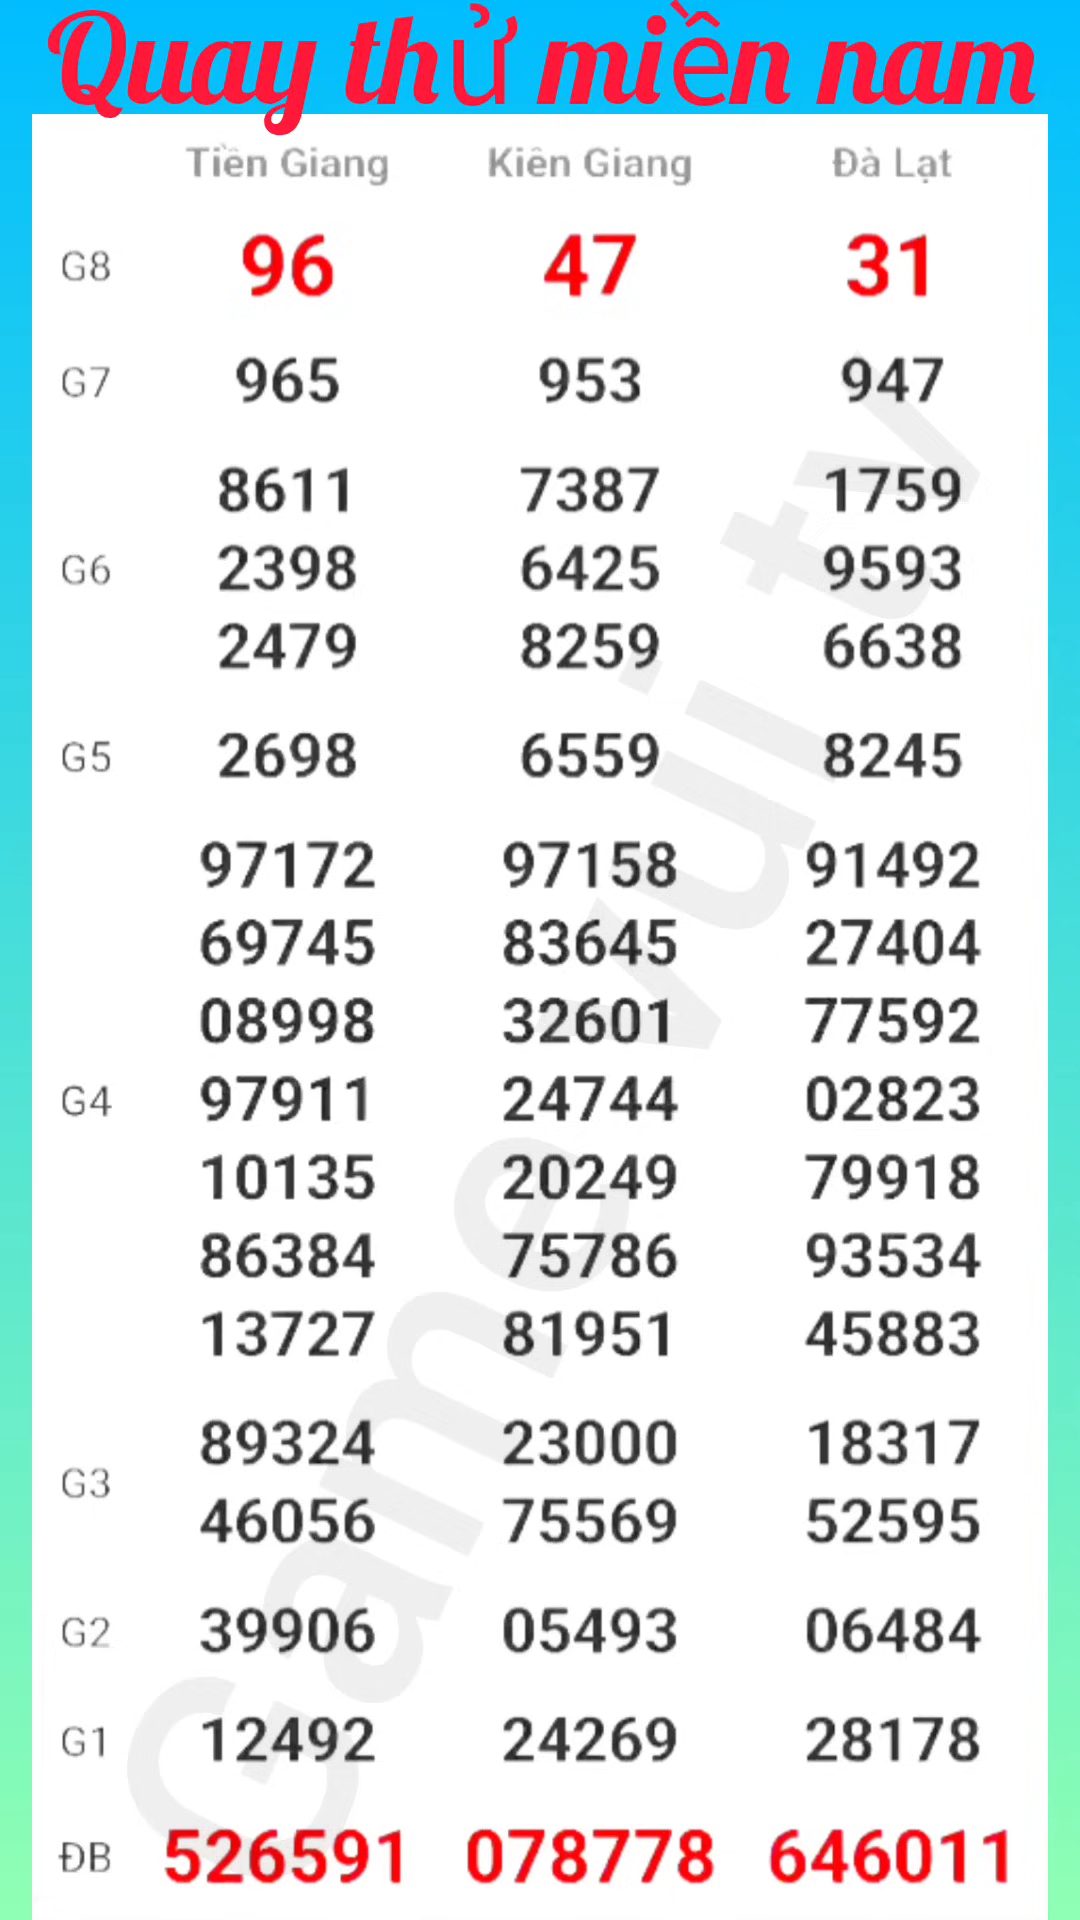 Quay thử miền nam
Tiền Giang Kiên Giang Đà Lạt
G8 96 47 31
G7 965 953 947
8611 7387 1759
G6 2398 6425 9593
2479 8259 6638
G5 2698 6559 8245
97172 97158 91492
69745 83645 27404
08998 32601 77592
G4 97911 24744 02823
10135 20249 79918
86384 75786 93534
13727 81951 45883
G3 89324 23000 18317
46056 75569 52595
G2 39906 05493 06484
G1 12492 24269 28178
ĐB 526591 078778 646011
Game vui tv